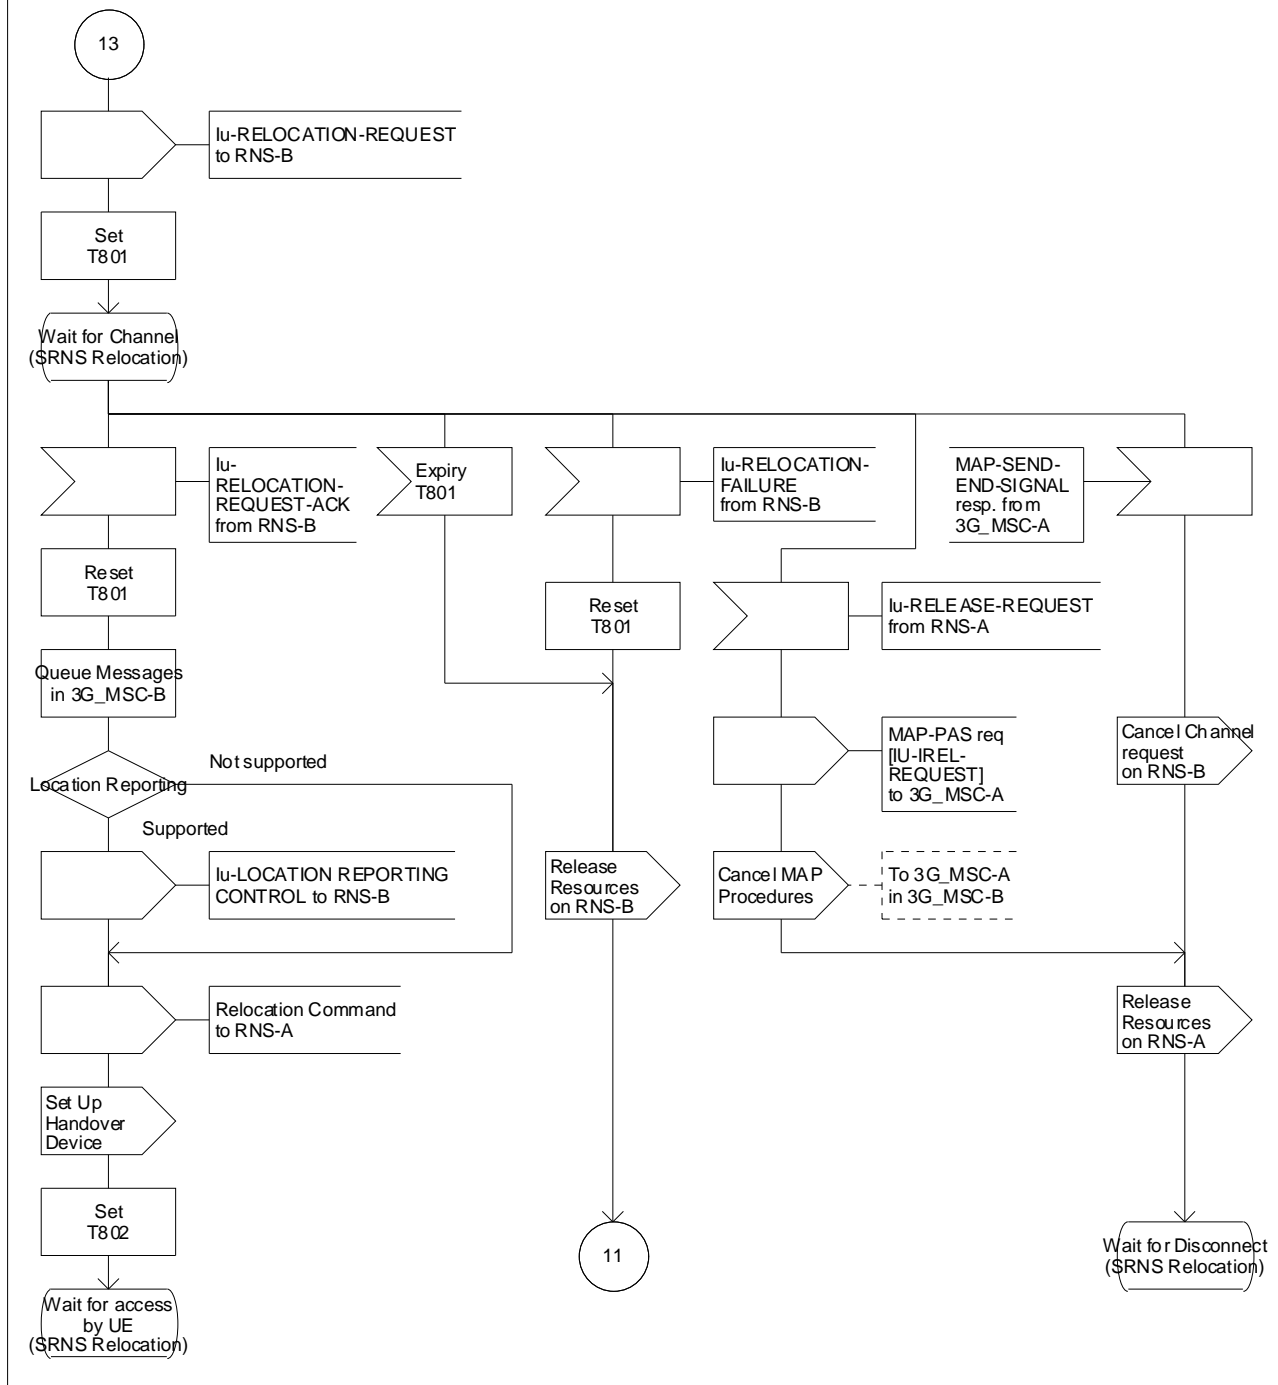 13
Iu-RELOCATION-REQUEST
to RNS-B
Set
T801
Wait for Channel
(SRNS Relocation)
Iu-
RELOCATION-
REQUEST-ACK
from RNS-B
Expiry
T801
Iu-RELOCATION-
FAILURE
from RNS-B
MAP-SEND-
END-SIGNAL
resp. from
3G_MSC-A
Reset
T801
Reset
T801
Iu-RELEASE-REQUEST
from RNS-A
Queue Messages
in 3G_MSC-B
MAP-PAS req
[IU-IREL-
REQUEST]
to 3G_MSC-A
Cancel Channel
request
on RNS-B
Location Reporting
Not supported
Supported
Iu-LOCATION REPORTING
CONTROL to RNS-B
Release
Resources
on RNS-B
Cancel MAP
Procedures
To 3G_MSC-A
in 3G_MSC-B
Relocation Command
to RNS-A
Release
Resources
on RNS-A
Set Up
Handover
Device
Set
T802
11
Wait for Disconnect
(SRNS Relocation)
Wait for access
by UE
(SRNS Relocation)